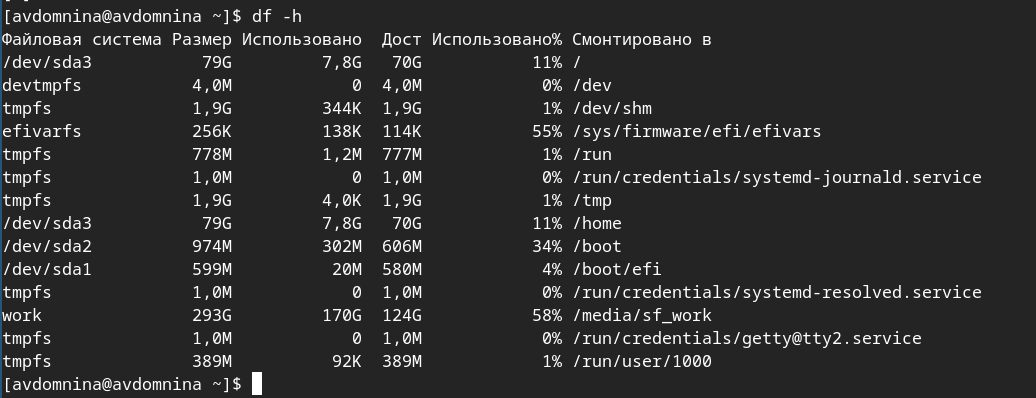 [avdomnina@avdomnina ~]$ df -h
Файловая система Размер Использовано  Дост Использовано% Смонтировано в
/dev/sda3           79G         7,8G   70G           11% /
devtmpfs           4,0M            0  4,0M            0% /dev
tmpfs              1,9G         344K  1,9G            1% /dev/shm
efivarfs           256K         138K  114K           55% /sys/firmware/efi/efivars
tmpfs              778M         1,2M  777M            1% /run
tmpfs              1,0M            0  1,0M            0% /run/credentials/systemd-journald.service
tmpfs              1,9G         4,0K  1,9G            1% /tmp
/dev/sda3           79G         7,8G   70G           11% /home
/dev/sda2          974M         302M  606M           34% /boot
/dev/sda1          599M          20M  580M            4% /boot/efi
tmpfs              1,0M            0  1,0M            0% /run/credentials/systemd-resolved.service
work               293G         170G  124G           58% /media/sf_work
tmpfs              1,0M            0  1,0M            0% /run/credentials/getty@tty2.service
tmpfs              389M          92K  389M            1% /run/user/1000
[avdomnina@avdomnina ~]$